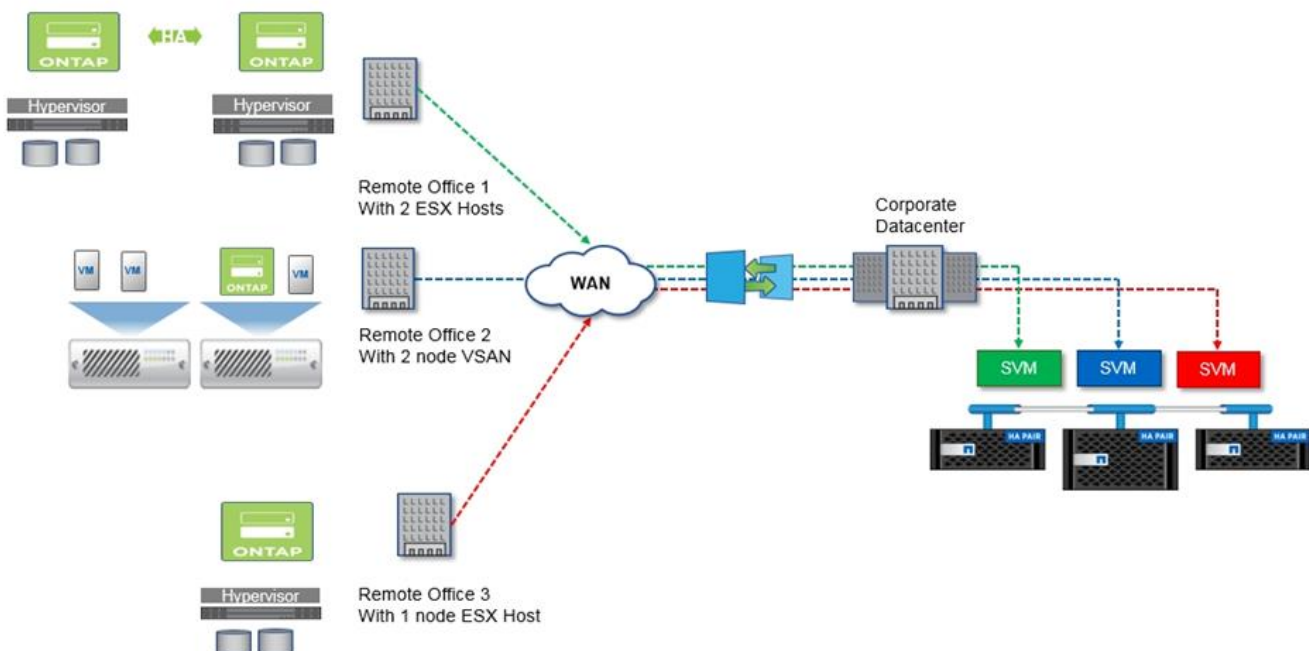 ONTAP
HA
ONTAP
Hypervisor
Hypervisor
Remote Office 1
With 2 ESX Hosts
VM
VM
ONTAP
VM
Remote Office 2
With 2 node VSAN
WAN
Corporate
Datacenter
SVM
SVM
SVM
HA PAIR
HA PAIR
HA PAIR
ONTAP
Hypervisor
Remote Office 3
With 1 node ESX Host